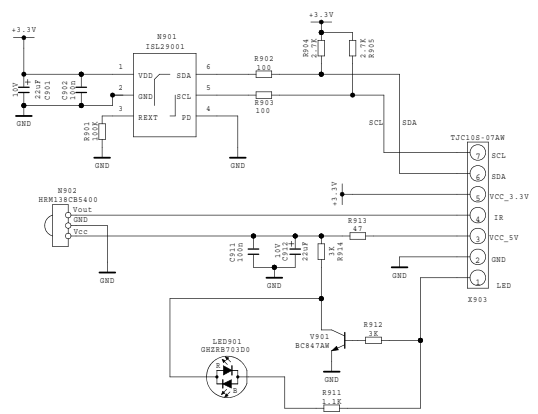 N901
ISL29001
+3.3V
+3.3V
1 VDD SDA 6
2 GND SCL 5
3 REXT PD 4
10V
22uF
C901
C902
100n
GND
R901
100K
GND
GND
R902
100
R903
100
R904
2.7K
2.7K
R905
SCL
SDA
TJC10S-07AW
7 SCL
6 SDA
5 VCC_3.3V
4 IR
3 VCC_5V
2 GND
1 LED
X903
+3.3V
N902
HRM138CB5400
Vout
GND
Vcc
GND
C911
100n
10V
C912
22uF
GND
3K
R914
R913
47
GND
V901
BC847AW
R912
3K
GND
LED901
GHZRB703D0
R
B
R911
1.1K